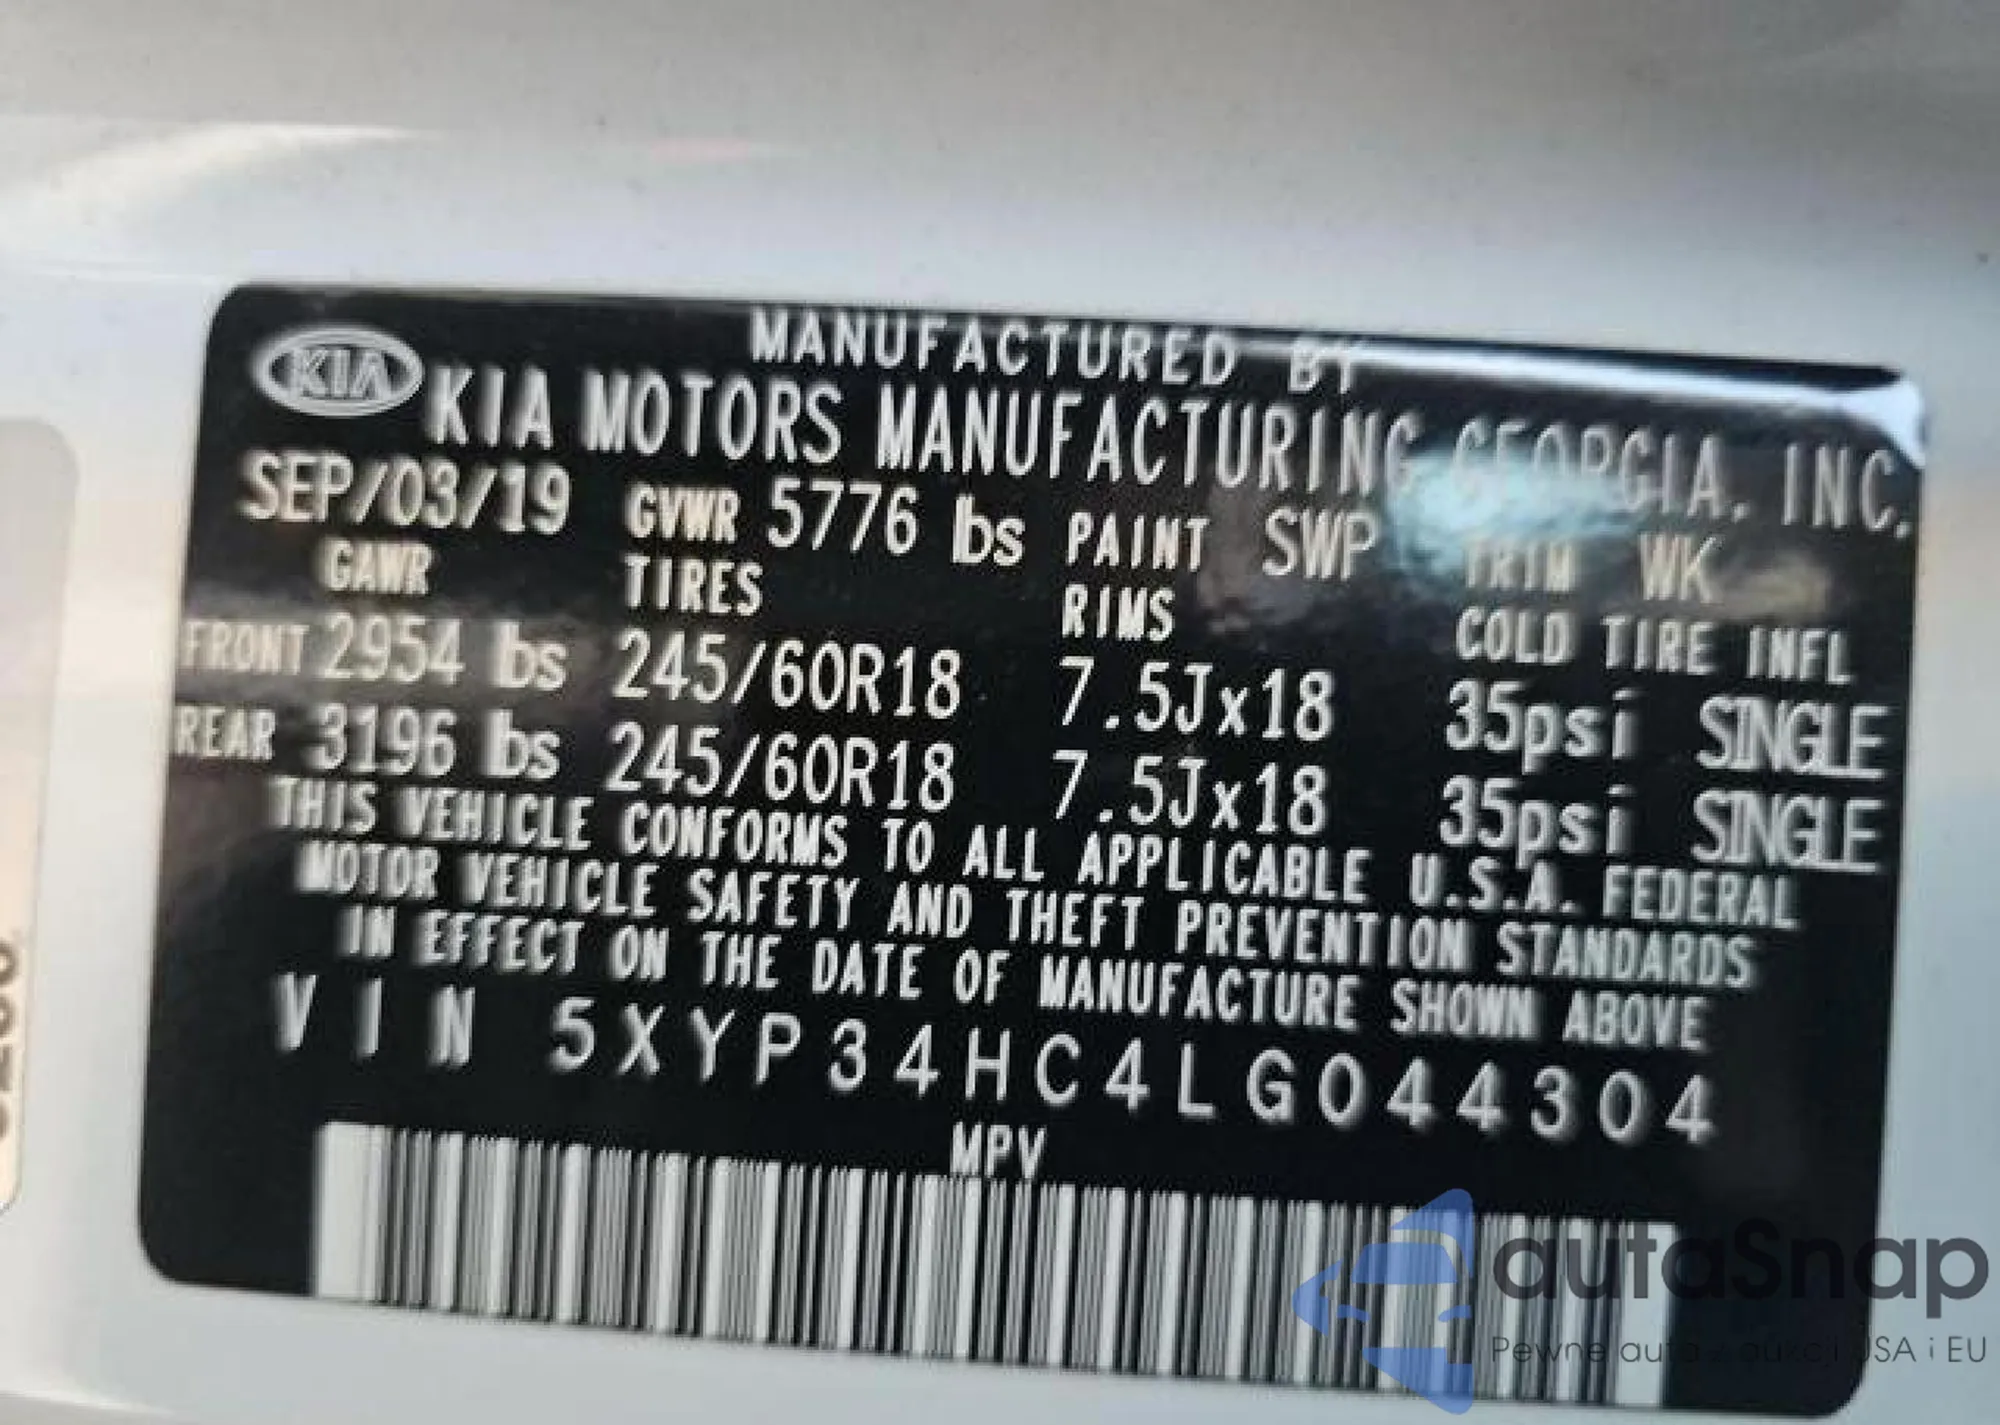 MANUFACTURED BY
KIA KIA MOTORS MANUFACTURING GEORGIA, INC.
SEP/03/19 GVWR 5776 lbs PAINT SWP TRIM WK
GAWR TIRES RIMS COLD TIRE INFL
FRONT 2954 lbs 245/60R18 7.5Jx18 35psi SINGLE
REAR 3196 lbs 245/60R18 7.5Jx18 35psi SINGLE
THIS VEHICLE CONFORMS TO ALL APPLICABLE U.S.A. FEDERAL
MOTOR VEHICLE SAFETY AND THEFT PREVENTION STANDARDS
IN EFFECT ON THE DATE OF MANUFACTURE SHOWN ABOVE
VIN 5XYP34HC4LG044304
MPV
autaSnap
Pewne auta z aukcji USA i EU